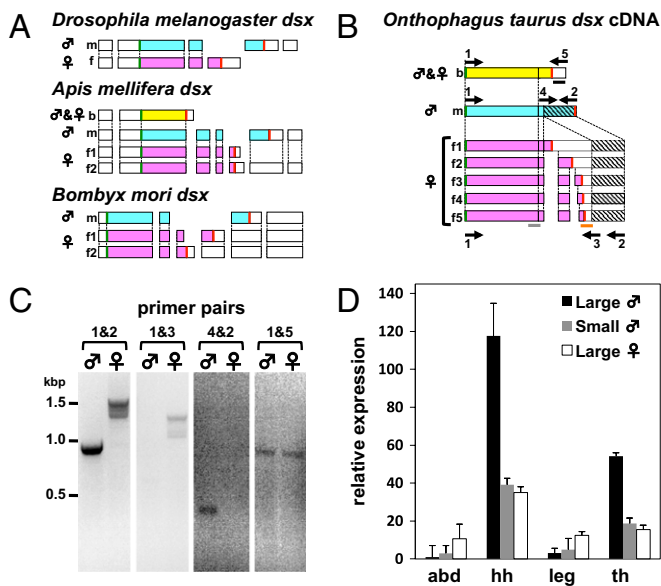 A
Drosophila melanogaster dsx
♂ m
♀ f
Apis mellifera dsx
♂&♀ b
♂ m
♀ f1
f2
Bombyx mori dsx
♂ m
♀ f1
f2
B
Onthophagus taurus dsx cDNA
1 5
♂&♀ b
1 4 2
♂ m
♀
f1
f2
f3
f4
f5
1 3 2
C
primer pairs
1&2 1&3 4&2 1&5
♂ ♀ ♂ ♀ ♂ ♀ ♂ ♀
kbp
1.5
1.0
0.5
D
relative expression
140
120
100
80
60
40
20
0
Large ♂
Small ♂
Large ♀
abd hh leg th